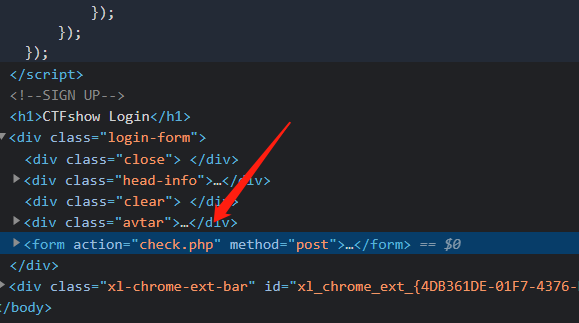 });
});
});
</script>
<!--SIGN UP-->
<h1>CTFshow Login</h1>
<div class="login-form">
<div class="close"> </div>
<div class="head-info">…</div>
<div class="clear"> </div>
<div class="avtar">…</div>
<form action="check.php" method="post">…</form> == $0
</div>
<div class="xl-chrome-ext-bar" id="xl_chrome_ext_{4DB361DE-01F7-4376-
</body>